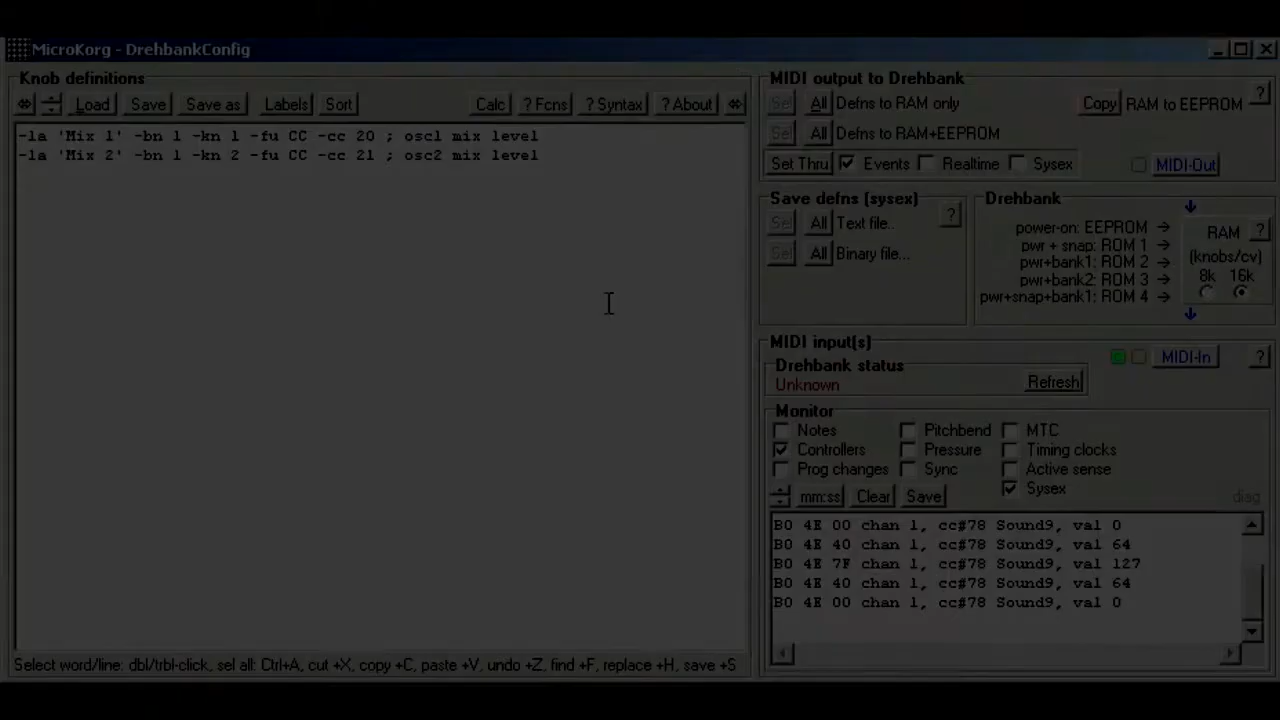 MicroKorg - DrehbankConfig
Knob definitions
Load Save Save as Labels Sort Calc ? Fcns ? Syntax ? About
-la 'Mix 1' -bn 1 -kn 1 -fu CC -cc 20 ; osc1 mix level
-la 'Mix 2' -bn 1 -kn 2 -fu CC -cc 21 ; osc2 mix level
Select word/line: dbl/trbl-click, sel all: Ctrl+A, cut +X, copy +C, paste +V, undo +Z, find +F, replace +H, save +S
MIDI output to Drehbank
Sel All Defns to RAM only Copy RAM to EEPROM ?
Sel All Defns to RAM+EEPROM
Set Thru Events Realtime Sysex MIDI-Out
Save defns (sysex)
Sel All Text file.. ?
Sel All Binary file...
Drehbank
power-on: EEPROM
pwr + snap: ROM 1
pwr+bank1: ROM 2
pwr+bank2: ROM 3
pwr+snap+bank1: ROM 4
RAM ?
(knobs/cv)
8k 16k
MIDI input(s) MIDI-In ?
Drehbank status
Unknown Refresh
Monitor
Notes Pitchbend MTC
Controllers Pressure Timing clocks
Prog changes Sync Active sense
mm:ss Clear Save Sysex diag
B0 4E 00 chan 1, cc#78 Sound9, val 0
B0 4E 40 chan 1, cc#78 Sound9, val 64
B0 4E 7F chan 1, cc#78 Sound9, val 127
B0 4E 40 chan 1, cc#78 Sound9, val 64
B0 4E 00 chan 1, cc#78 Sound9, val 0